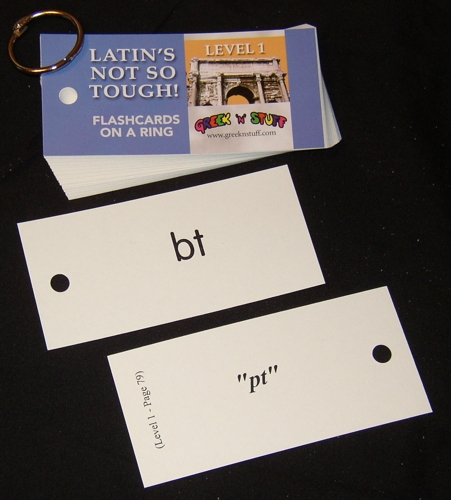 LATIN'S
NOT SO
TOUGH!
FLASHCARDS
ON A RING
LEVEL 1
GREEK 'N' STUFF
www.greeknstuff.com
bt
"pt"
(Level 1 - Page 79)